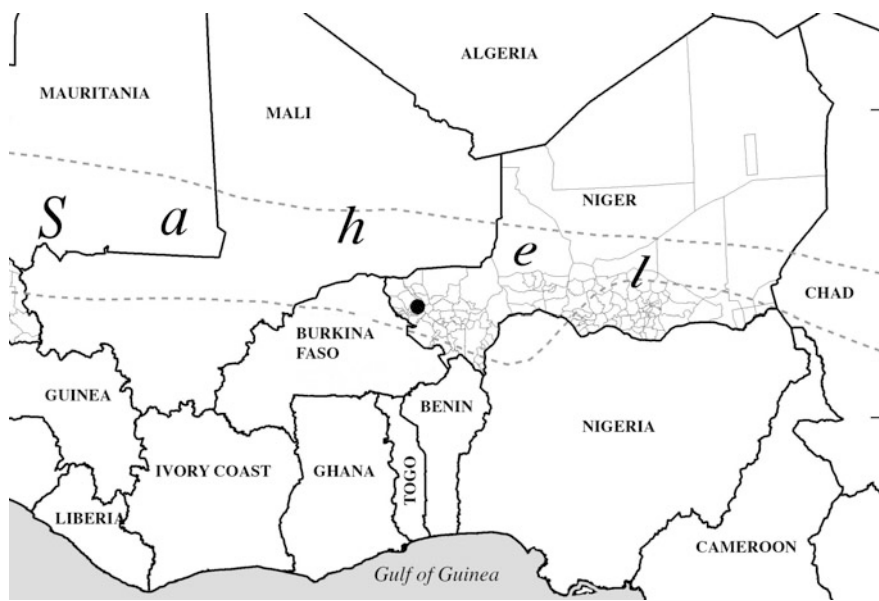 ALGERIA
MAURITANIA
MALI
NIGER
S a h e l
CHAD
BURKINA
FASO
GUINEA
BENIN
NIGERIA
IVORY COAST
GHANA
TOGO
LIBERIA
CAMEROON
Gulf of Guinea